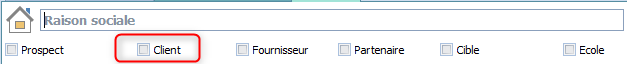 Raison sociale
Prospect Client Fournisseur Partenaire Cible Ecole